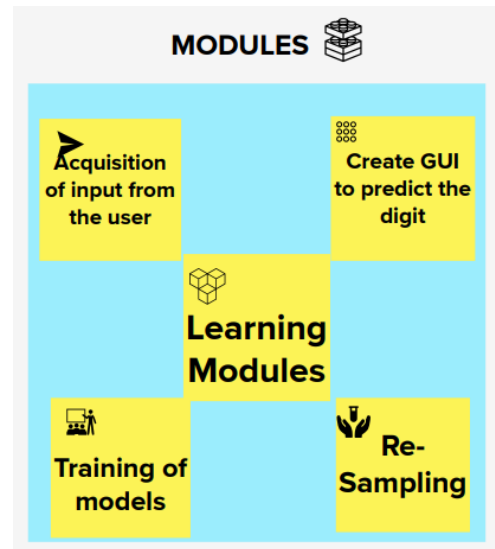 MODULES
Acquisition
of input from
the user
Create GUI
to predict the
digit
Learning
Modules
Training of
models
Re-
Sampling